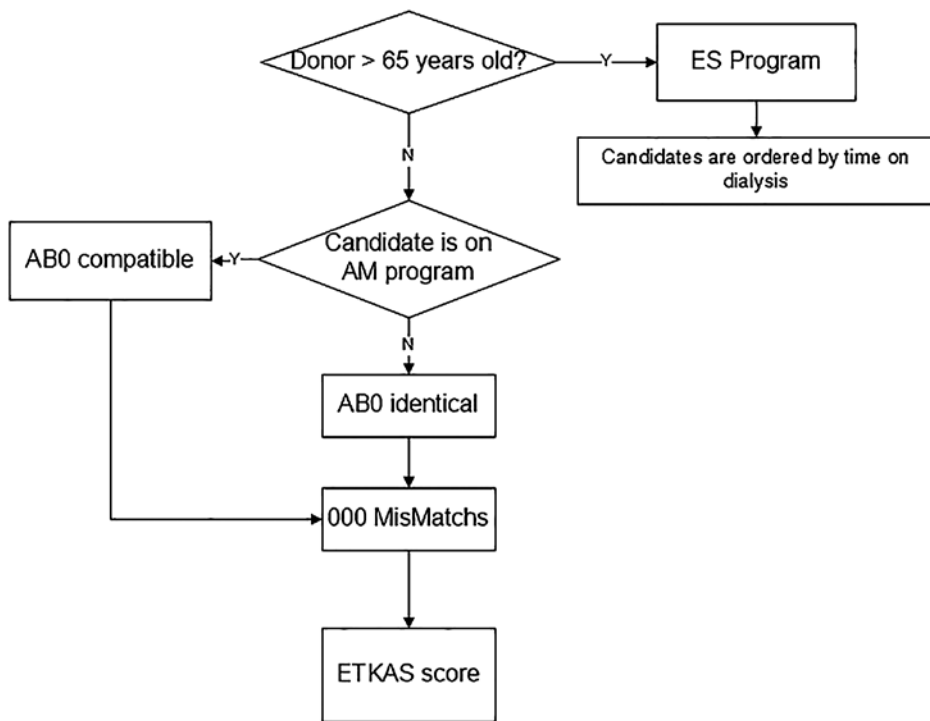 Donor > 65 years old?
Y
ES Program
Candidates are ordered by time on
dialysis
N
Candidate is on
AM program
Y
AB0 compatible
N
AB0 identical
000 MisMatchs
ETKAS score